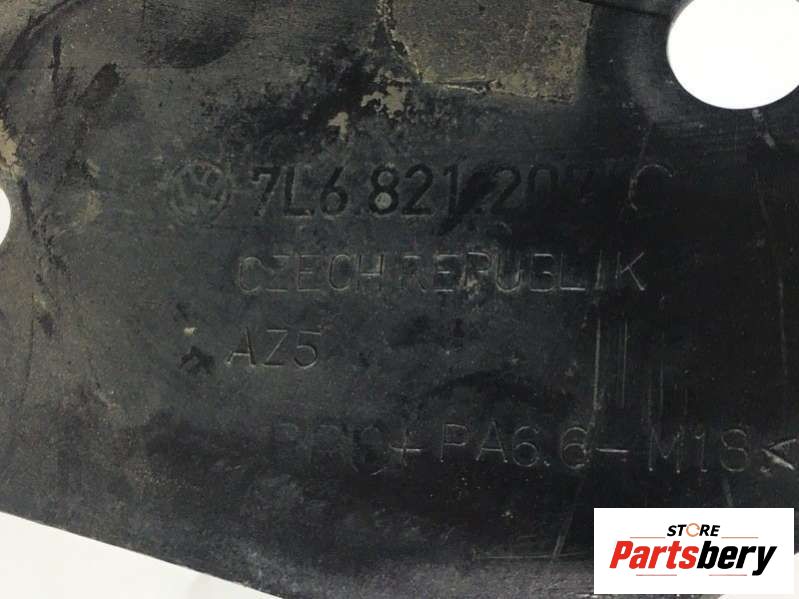 7L6.821.207 C
CZECH REPUBLIK
AZ5
PA6.6-M18
STORE
Partsbery